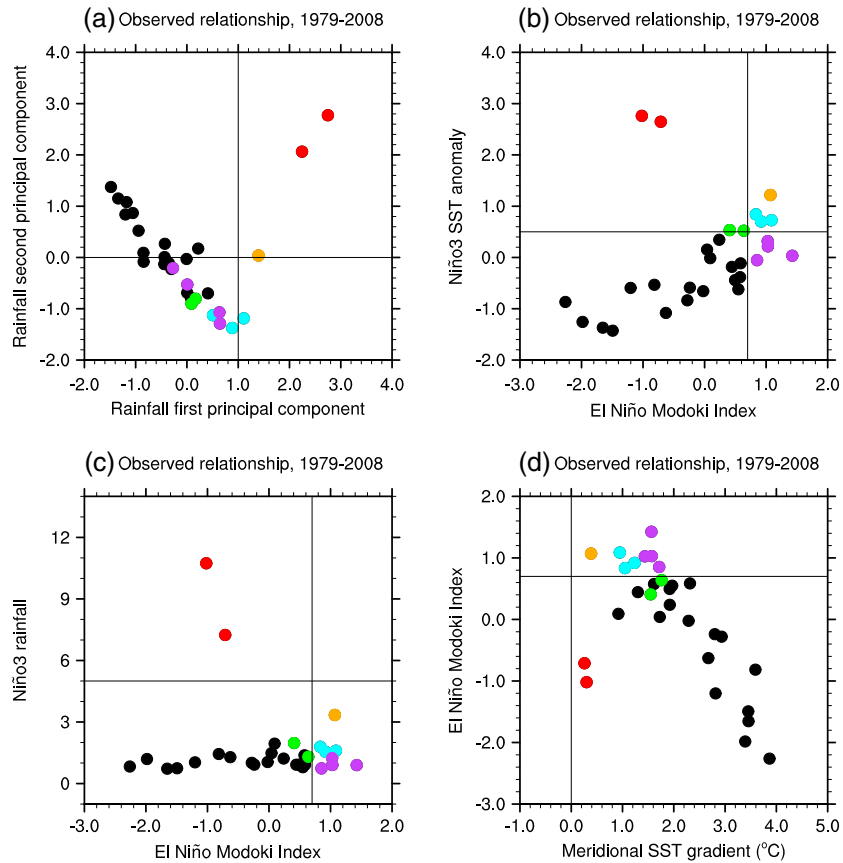 (a) Observed relationship, 1979-2008
4.0
3.0
2.0
1.0
0.0
-1.0
-2.0
-2.0 -1.0 0.0 1.0 2.0 3.0 4.0
Rainfall second principal component
Rainfall first principal component
(b) Observed relationship, 1979-2008
4.0
3.0
2.0
1.0
0.0
-1.0
-2.0
-3.0 -2.0 -1.0 0.0 1.0 2.0
Niño3 SST anomaly
El Niño Modoki Index
(c) Observed relationship, 1979-2008
12
9
6
3
0
-3.0 -2.0 -1.0 0.0 1.0 2.0
Niño3 rainfall
El Niño Modoki Index
(d) Observed relationship, 1979-2008
2.0
1.0
0.0
-1.0
-2.0
-3.0
-1.0 0.0 1.0 2.0 3.0 4.0 5.0
El Niño Modoki Index
Meridional SST gradient (°C)